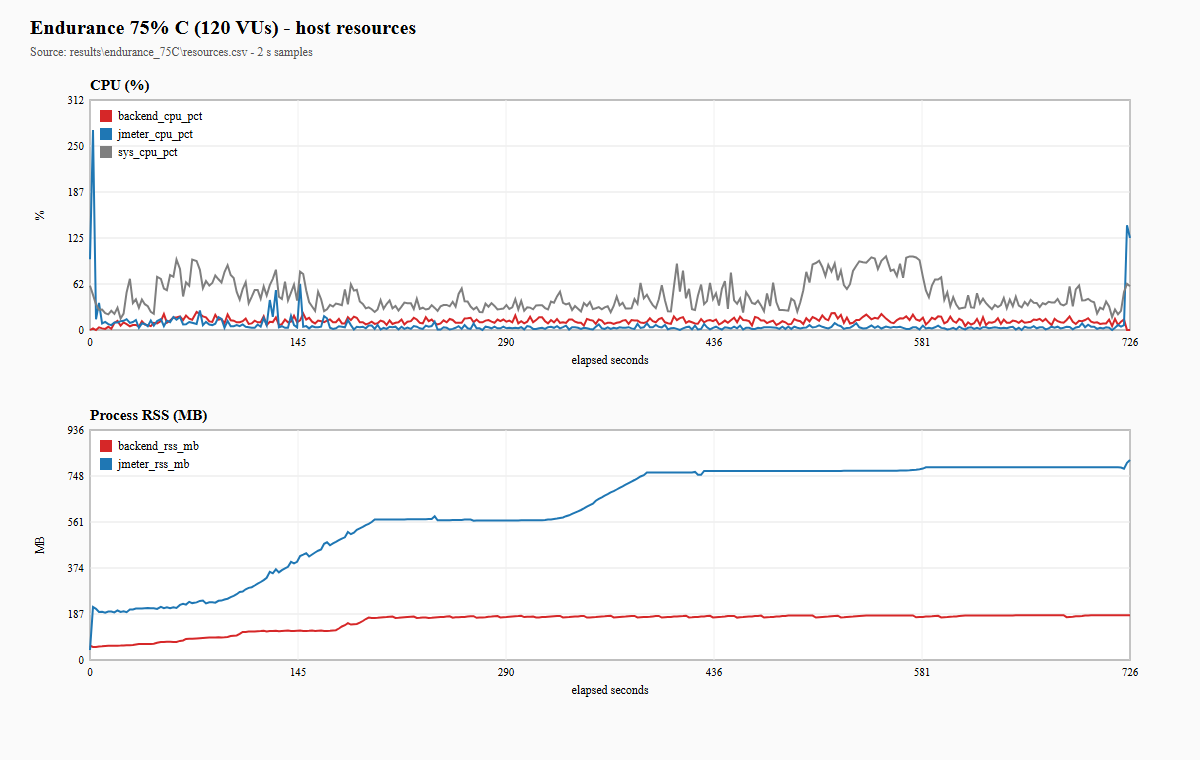 Endurance 75% C (120 VUs) - host resources
Source: results\endurance_75C\resources.csv - 2 s samples
CPU (%)
312
250
187
125
62
0
%
backend_cpu_pct
jmeter_cpu_pct
sys_cpu_pct
0 145 290 436 581 726
elapsed seconds
Process RSS (MB)
936
748
561
374
187
0
MB
backend_rss_mb
jmeter_rss_mb
0 145 290 436 581 726
elapsed seconds